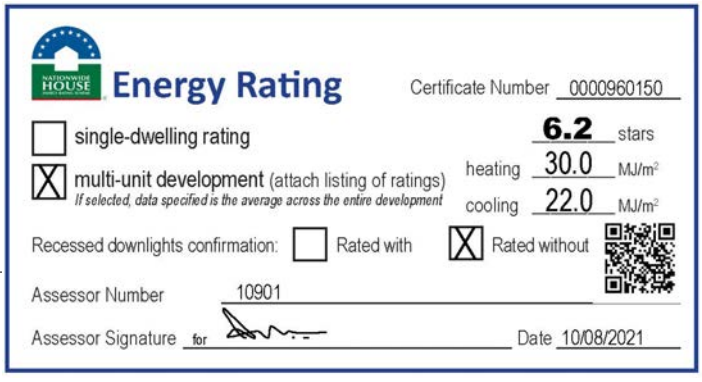 NATIONWIDE
HOUSE
ENERGY RATING SCHEME
®
Energy Rating
Certificate Number 0000960150
single-dwelling rating
6.2 stars
X multi-unit development (attach listing of ratings)
If selected, data specified is the average across the entire development
heating 30.0 MJ/m²
cooling 22.0 MJ/m²
Recessed downlights confirmation: Rated with X Rated without
Assessor Number 10901
Assessor Signature for
Date 10/08/2021